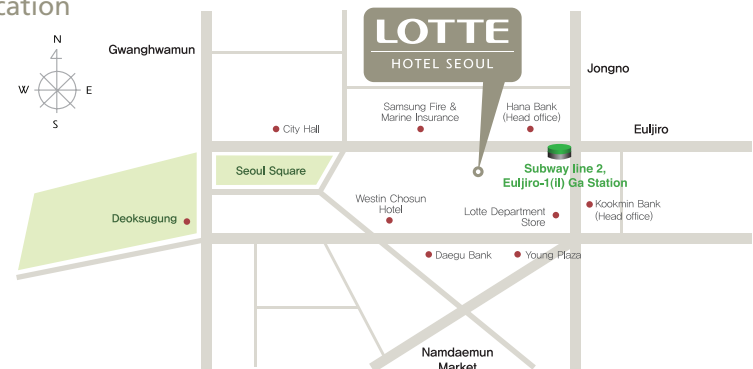 N
W E
S
Gwanghwamun
LOTTE
HOTEL SEOUL
Jongno
Samsung Fire &
Marine Insurance
Hana Bank
(Head office)
City Hall
Euljiro
Seoul Square
Subway line 2,
Euljiro-1(il) Ga Station
Westin Chosun
Hotel
Deoksugung
Lotte Department
Store
Kookmin Bank
(Head office)
Daegu Bank
Young Plaza
Namdaemun
Market